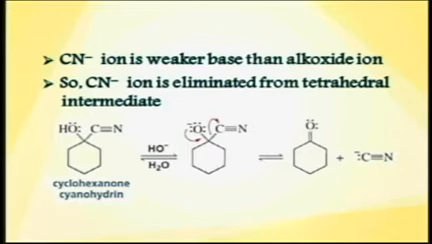 ➤ CN⁻ ion is weaker base than alkoxide ion
➤ So, CN⁻ ion is eliminated from tetrahedral
intermediate
HÖ: C≡N
HO⁻
H₂O
⁻:Ö: C≡N
:Ö:
+ ⁻:C≡N
cyclohexanone
cyanohydrin